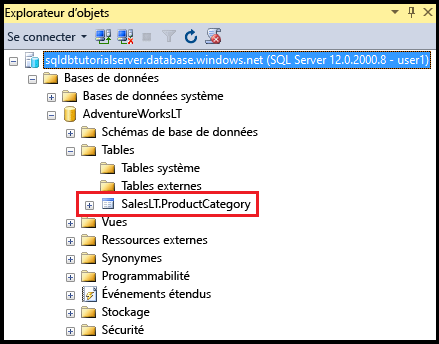 Explorateur d'objets
Se connecter
sqldbtutorialserver.database.windows.net (SQL Server 12.0.2000.8 - user1)
Bases de données
Bases de données système
AdventureWorksLT
Schémas de base de données
Tables
Tables système
Tables externes
SalesLT.ProductCategory
Vues
Ressources externes
Synonymes
Programmabilité
Événements étendus
Stockage
Sécurité